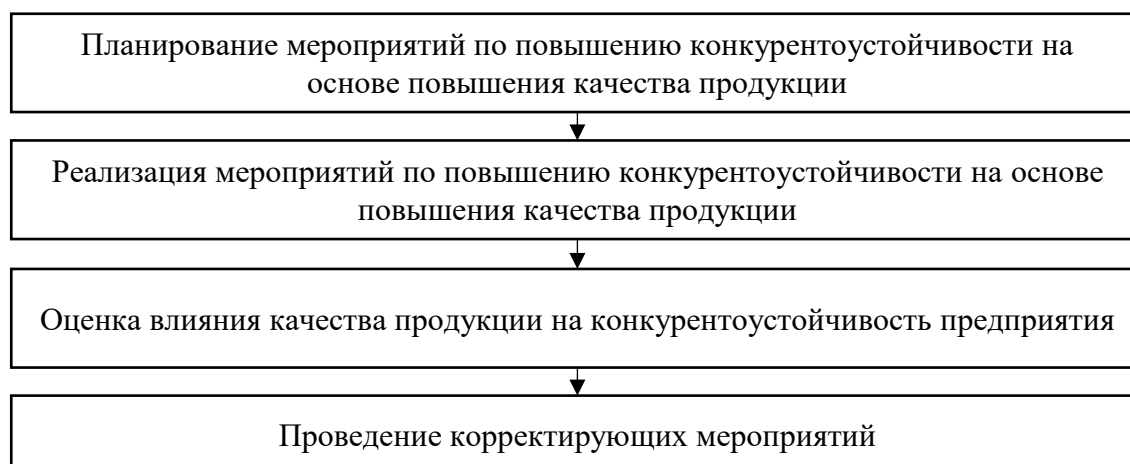 Планирование мероприятий по повышению конкурентоустойчивости на
основе повышения качества продукции
Реализация мероприятий по повышению конкурентоустойчивости на основе
повышения качества продукции
Оценка влияния качества продукции на конкурентоустойчивость предприятия
Проведение корректирующих мероприятий